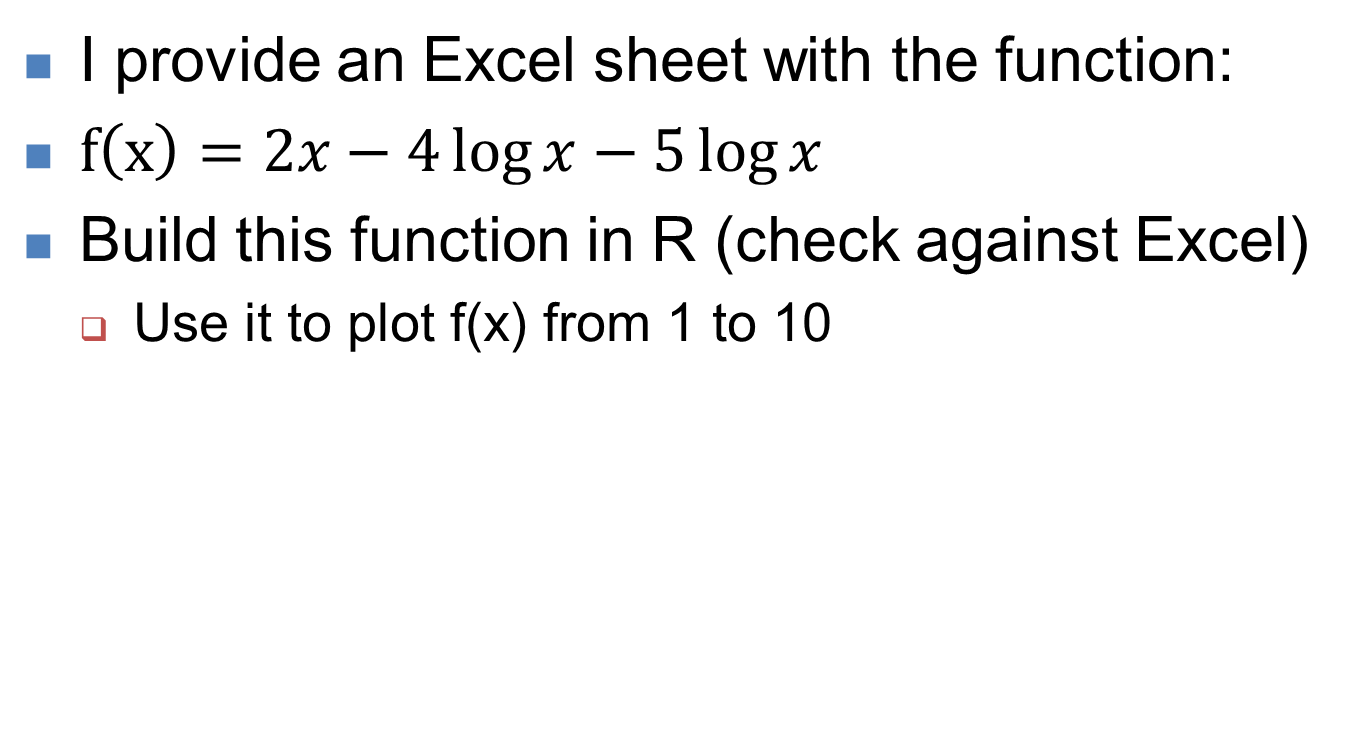 I provide an Excel sheet with the function:
f(x) = 2x − 4 log x − 5 log x
Build this function in R (check against Excel)
Use it to plot f(x) from 1 to 10